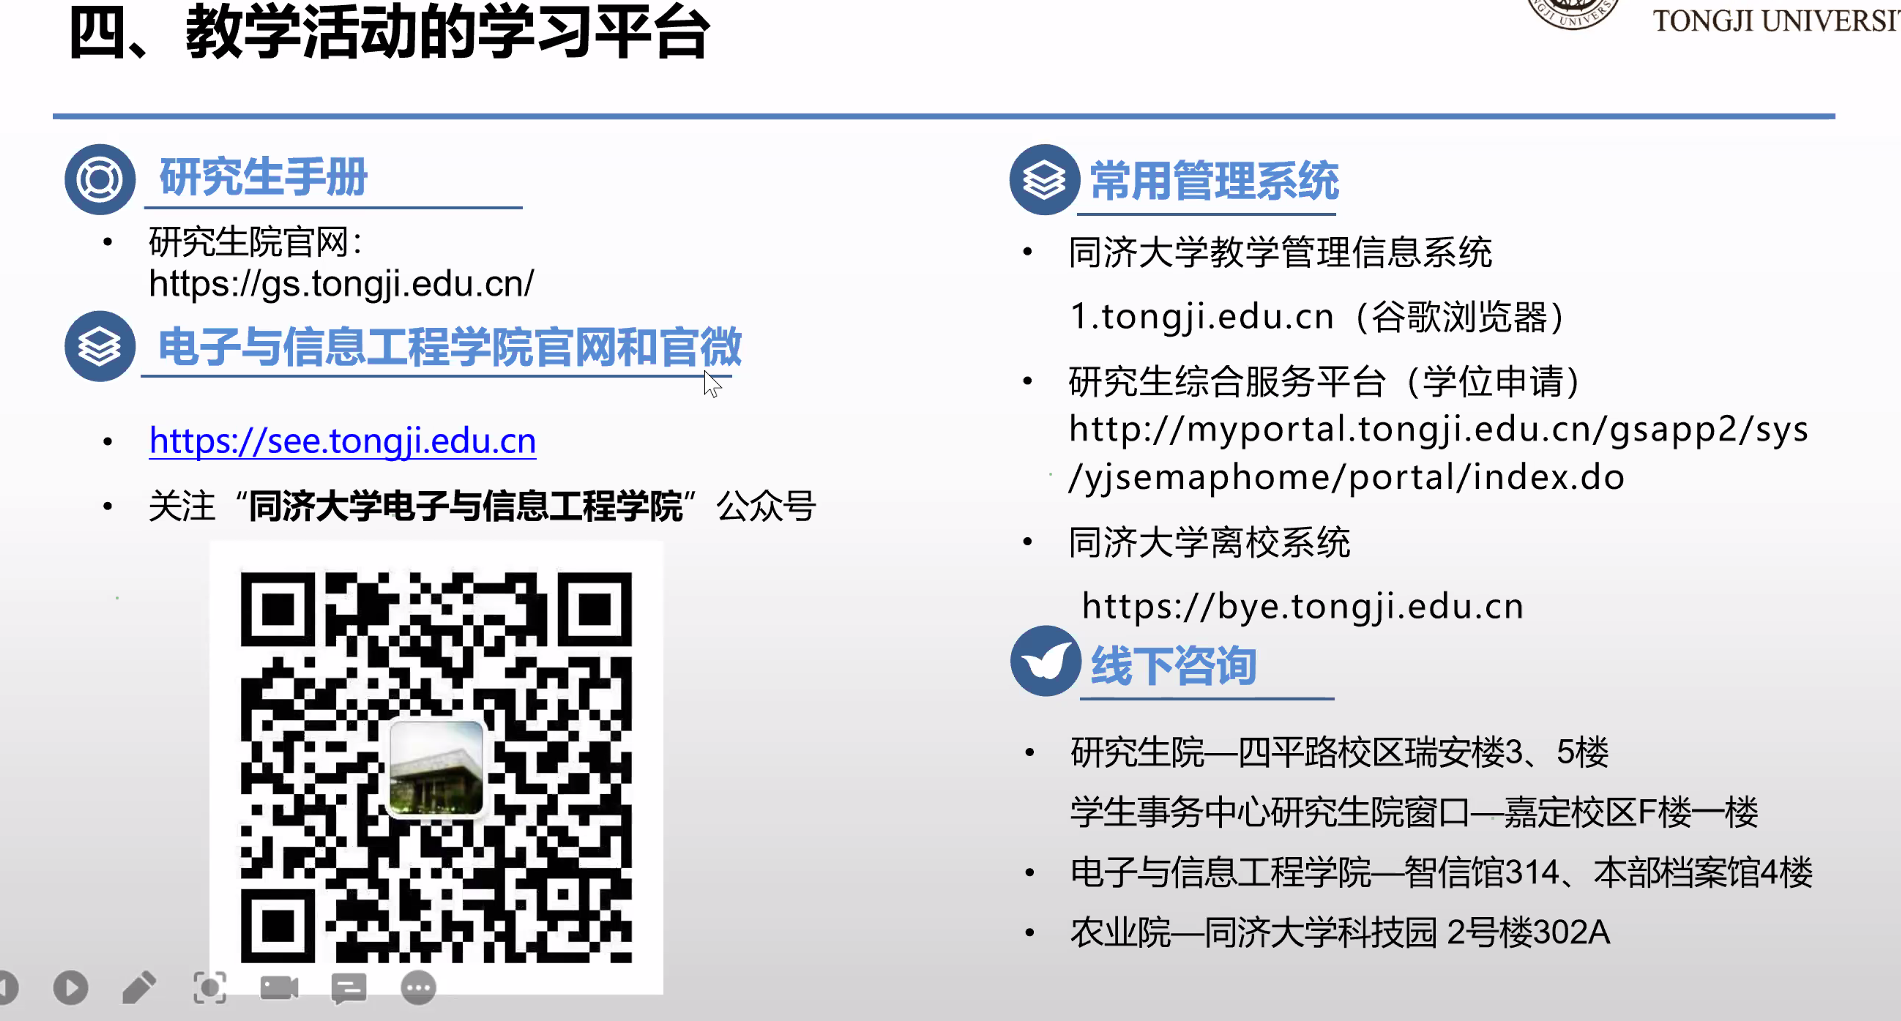 四、教学活动的学习平台
TONGJI UNIVERSI
研究生手册
• 研究生院官网：
https://gs.tongji.edu.cn/
电子与信息工程学院官网和官微
• https://see.tongji.edu.cn
• 关注“同济大学电子与信息工程学院”公众号
常用管理系统
• 同济大学教学管理信息系统
1.tongji.edu.cn（谷歌浏览器）
• 研究生综合服务平台（学位申请）
http://myportal.tongji.edu.cn/gsapp2/sys
/yjsemaphome/portal/index.do
• 同济大学离校系统
https://bye.tongji.edu.cn
线下咨询
• 研究生院—四平路校区瑞安楼3、5楼
学生事务中心研究生院窗口—嘉定校区F楼一楼
• 电子与信息工程学院—智信馆314、本部档案馆4楼
• 农业院—同济大学科技园 2号楼302A